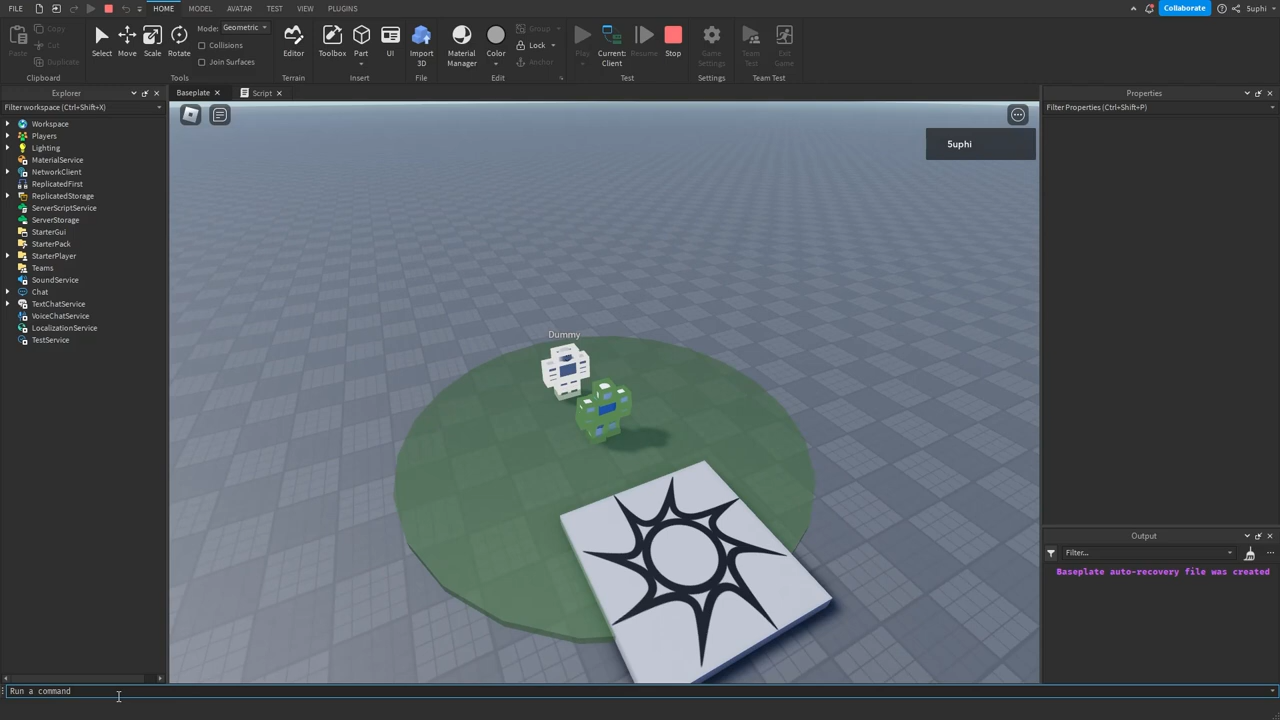 FILE
HOME
MODEL
AVATAR
TEST
VIEW
PLUGINS
Collaborate
Suphi
Paste
Copy
Cut
Duplicate
Clipboard
Select
Move
Scale
Rotate
Mode:
Geometric
Collisions
Join Surfaces
Tools
Editor
Terrain
Toolbox
Part
UI
Insert
Import
3D
File
Material
Manager
Color
Group
Lock
Anchor
Edit
Play
Current:
Client
Resume
Stop
Test
Game
Settings
Settings
Team
Test
Exit
Game
Team Test
Explorer
Baseplate
Script
Properties
Filter workspace (Ctrl+Shift+X)
Filter Properties (Ctrl+Shift+P)
Workspace
Players
Lighting
MaterialService
NetworkClient
ReplicatedFirst
ReplicatedStorage
ServerScriptService
ServerStorage
StarterGui
StarterPack
StarterPlayer
Teams
SoundService
Chat
TextChatService
VoiceChatService
LocalizationService
TestService
5uphi
Dummy
Output
Filter...
Baseplate auto-recovery file was created
Run a command